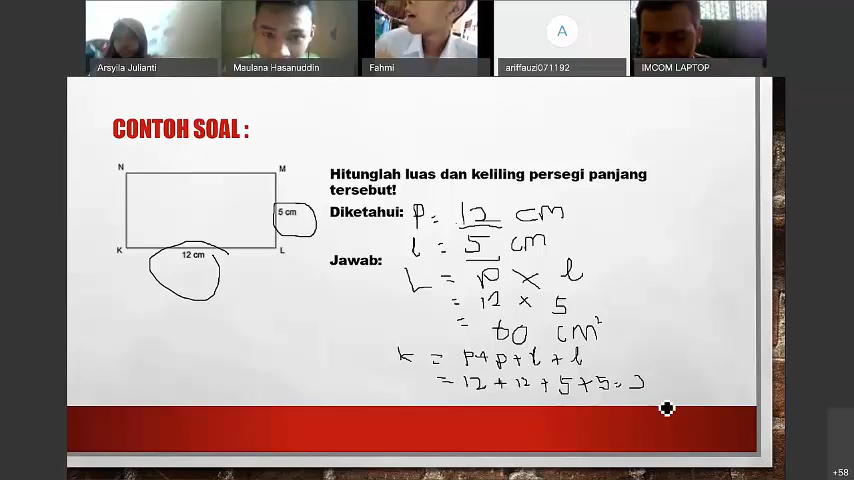 Arsyila Julianti
Maulana Hasanuddin
Fahmi
A
ariffauzi071192
IMCOM LAPTOP
CONTOH SOAL :
N
M
5 cm
K
L
12 cm
Hitunglah luas dan keliling persegi panjang
tersebut!
Diketahui: p = 12 cm
l = 5 cm
Jawab:
L = p × l
= 12 × 5
= 60 cm²
K = p+p+l+l
= 12+12+5+5=3
+58